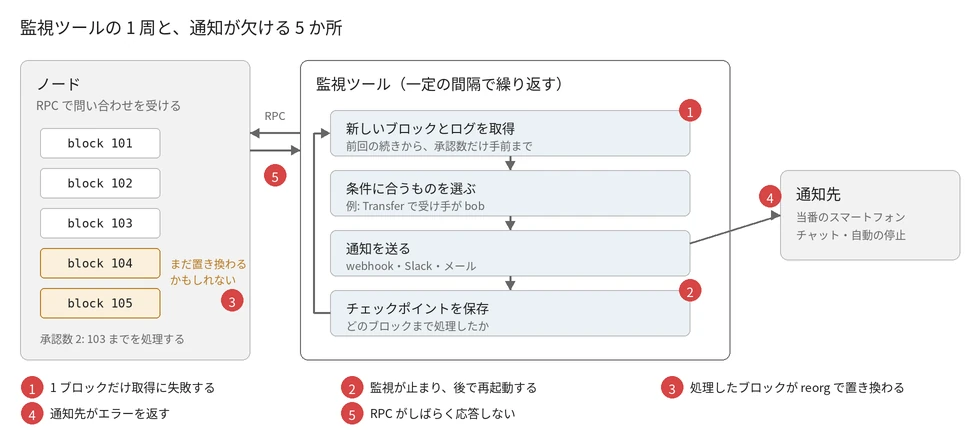 監視ツールの 1 周と、通知が欠ける 5 か所
ノード
RPC で問い合わせを受ける
block 101
block 102
block 103
block 104
block 105
まだ置き換わる
かもしれない
3
承認数 2: 103 までを処理する
RPC
5
監視ツール（一定の間隔で繰り返す）
1
新しいブロックとログを取得
前回の続きから、承認数だけ手前まで
条件に合うものを選ぶ
例: Transfer で受け手が bob
通知を送る
webhook・Slack・メール
2
チェックポイントを保存
どのブロックまで処理したか
4
通知先
当番のスマートフォン
チャット・自動の停止
1 1 ブロックだけ取得に失敗する
2 監視が止まり、後で再起動する
3 処理したブロックが reorg で置き換わる
4 通知先がエラーを返す
5 RPC がしばらく応答しない